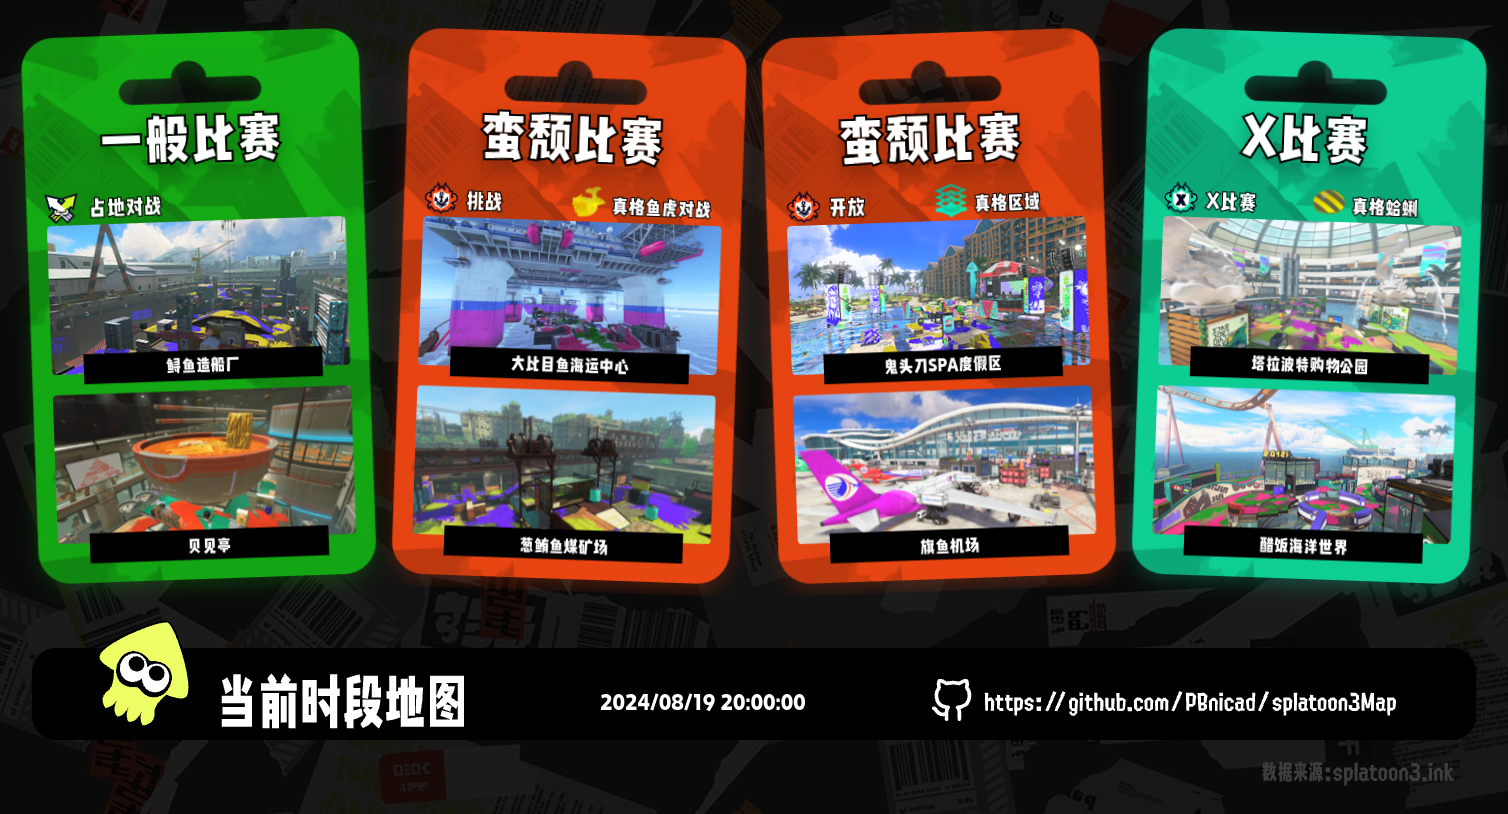 一般比赛
占地对战
鲟鱼造船厂
贝见亭
蛮颓比赛
挑战
真格鱼虎对战
大比目鱼海运中心
葱鲔鱼煤矿场
蛮颓比赛
开放
真格区域
鬼头刀SPA度假区
旗鱼机场
X比赛
X比赛
真格蛤蜊
塔拉波特购物公园
醋饭海洋世界
当前时段地图
2024/08/19 20:00:00
https://github.com/PBnicad/splatoon3Map
数据来源:splatoon3.ink